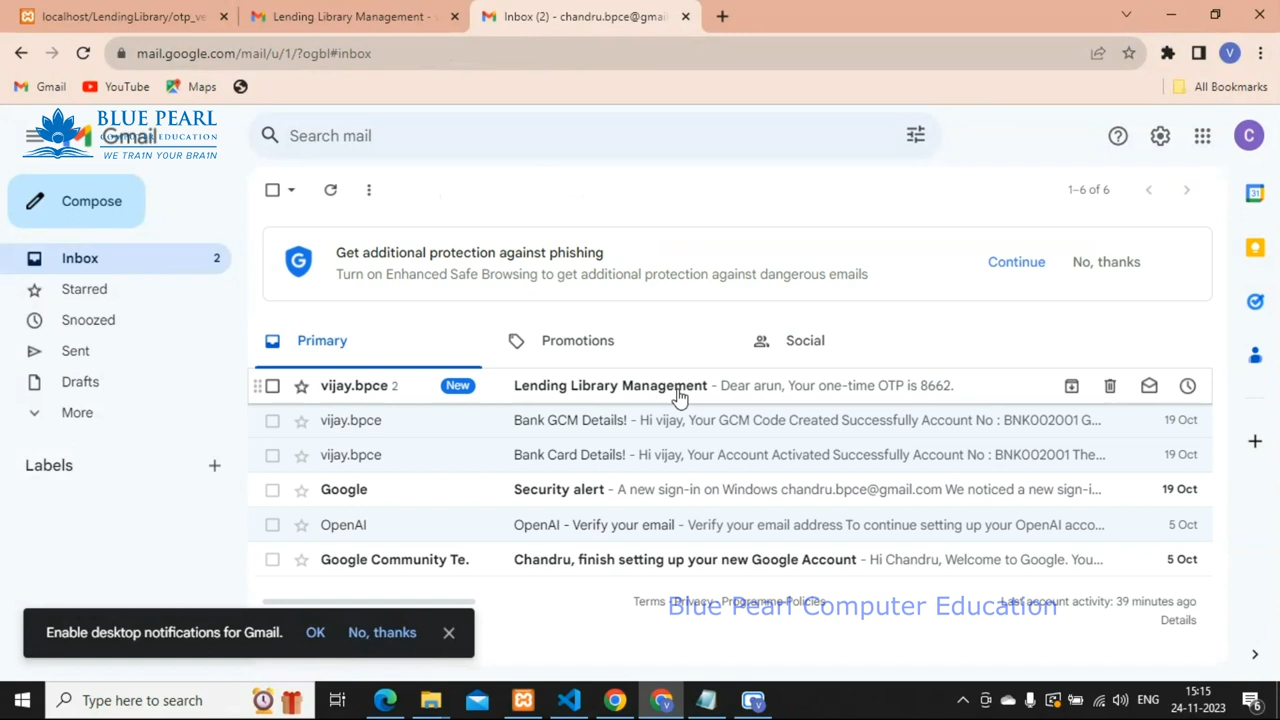 localhost/LendingLibrary/otp_ve
Lending Library Management -
Inbox (2) - chandru.bpce@gmai
mail.google.com/mail/u/1/?ogbl#inbox
V
Gmail
YouTube
Maps
All Bookmarks
BLUE PEARL
COMPUTER EDUCATION
WE TRAIN YOUR BRAIN
Gmail
Search mail
C
Compose
1–6 of 6
Get additional protection against phishing
Turn on Enhanced Safe Browsing to get additional protection against dangerous emails
Continue
No, thanks
Inbox 2
Starred
Snoozed
Sent
Drafts
More
Labels
Primary
Promotions
Social
vijay.bpce 2 New Lending Library Management - Dear arun, Your one-time OTP is 8662.
vijay.bpce Bank GCM Details! - Hi vijay, Your GCM Code Created Successfully Account No : BNK002001 G... 19 Oct
vijay.bpce Bank Card Details! - Hi vijay, Your Account Activated Successfully Account No : BNK002001 The... 19 Oct
Google Security alert - A new sign-in on Windows chandru.bpce@gmail.com We noticed a new sign-i... 19 Oct
OpenAI OpenAI - Verify your email - Verify your email address To continue setting up your OpenAI acco... 5 Oct
Google Community Te. Chandru, finish setting up your new Google Account - Hi Chandru, Welcome to Google. You... 5 Oct
Terms · Privacy · Programme Policies
Last account activity: 39 minutes ago
Details
Blue Pearl Computer Education
Enable desktop notifications for Gmail. OK No, thanks
Type here to search
ENG
15:15
24-11-2023
6
31